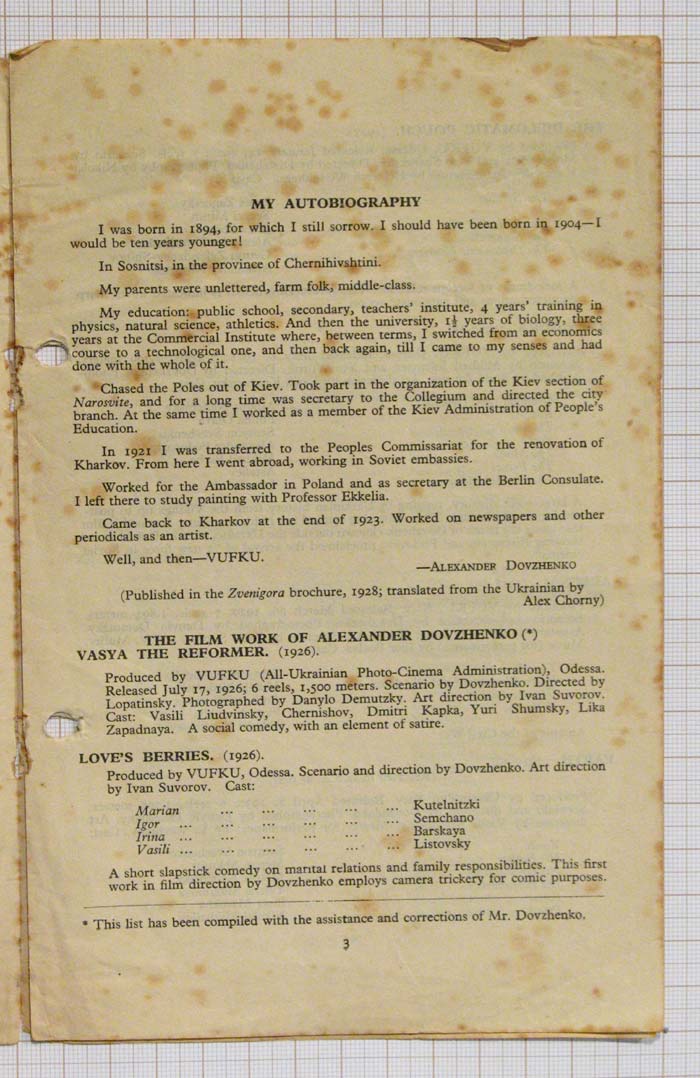 MY AUTOBIOGRAPHY
I was born in 1894, for which I still sorrow. I should have been born in 1904—I
would be ten years younger!
In Sosnitsi, in the province of Chernihivshtini.
My parents were unlettered, farm folk, middle-class.
My education: public school, secondary, teachers' institute, 4 years' training in
physics, natural science, athletics. And then the university, 1½ years of biology, three
years at the Commercial Institute where, between terms, I switched from an economics
course to a technological one, and then back again, till I came to my senses and had
done with the whole of it.
Chased the Poles out of Kiev. Took part in the organization of the Kiev section of
Narosvite, and for a long time was secretary to the Collegium and directed the city
branch. At the same time I worked as a member of the Kiev Administration of People's
Education.
In 1921 I was transferred to the Peoples Commissariat for the renovation of
Kharkov. From here I went abroad, working in Soviet embassies.
Worked for the Ambassador in Poland and as secretary at the Berlin Consulate.
I left there to study painting with Professor Ekkelia.
Came back to Kharkov at the end of 1923. Worked on newspapers and other
periodicals as an artist.
Well, and then—VUFKU.
—ALEXANDER DOVZHENKO
(Published in the Zvenigora brochure, 1928; translated from the Ukrainian by
Alex Chorny)
THE FILM WORK OF ALEXANDER DOVZHENKO (*)
VASYA THE REFORMER. (1926).
Produced by VUFKU (All-Ukrainian Photo-Cinema Administration), Odessa.
Released July 17, 1926; 6 reels, 1,500 meters. Scenario by Dovzhenko. Directed by
Lopatinsky. Photographed by Danylo Demutzky. Art direction by Ivan Suvorov.
Cast: Vasili Liudvinsky, Chernishov, Dmitri Kapka, Yuri Shumsky, Lika
Zapadnaya. A social comedy, with an element of satire.
LOVE'S BERRIES. (1926).
Produced by VUFKU, Odessa. Scenario and direction by Dovzhenko. Art direction
by Ivan Suvorov. Cast:
Marian ... ... ... ... ... Kutelnitzki
Igor ... ... ... ... ... ... Semchano
Irina ... ... ... ... ... ... Barskaya
Vasili ... ... ... ... ... ... Listovsky
A short slapstick comedy on marital relations and family responsibilities. This first
work in film direction by Dovzhenko employs camera trickery for comic purposes.
* This list has been compiled with the assistance and corrections of Mr. Dovzhenko.
3